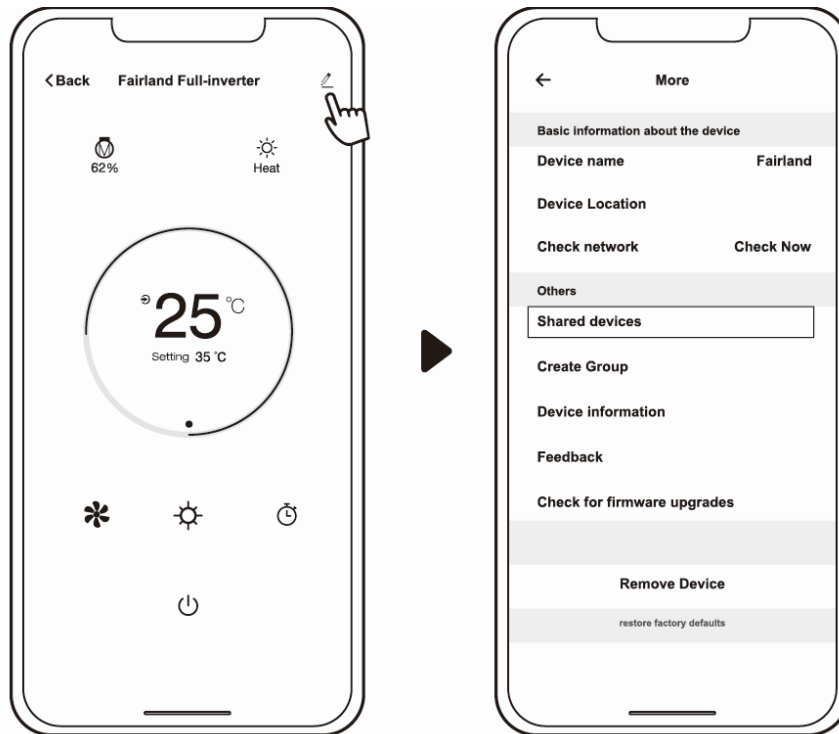 Back Fairland Full-inverter
62% Heat
25 °C
Setting 35 °C
More
Basic information about the device
Device name Fairland
Device Location
Check network Check Now
Others
Shared devices
Create Group
Device information
Feedback
Check for firmware upgrades
Remove Device
restore factory defaults